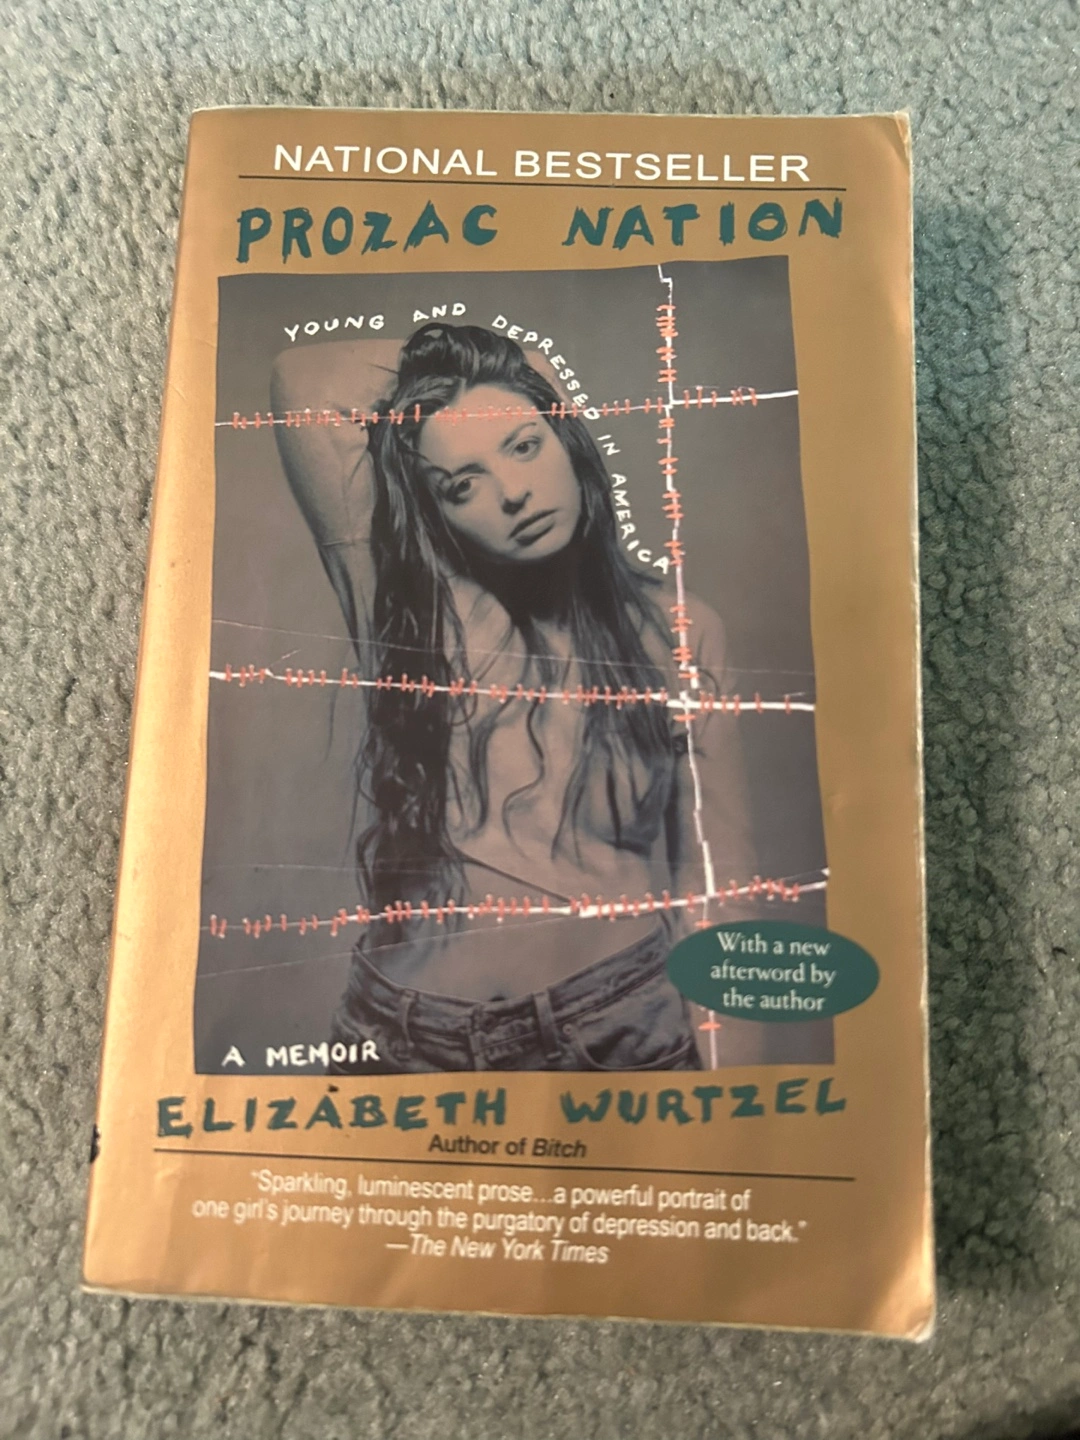 NATIONAL BESTSELLER
PROZAC NATION
YOUNG AND DEPRESSED IN AMERICA
With a new
afterword by
the author
A MEMOIR
ELIZABETH WURTZEL
Author of Bitch
"Sparkling, luminescent prose...a powerful portrait of
one girl's journey through the purgatory of depression and back."
—The New York Times